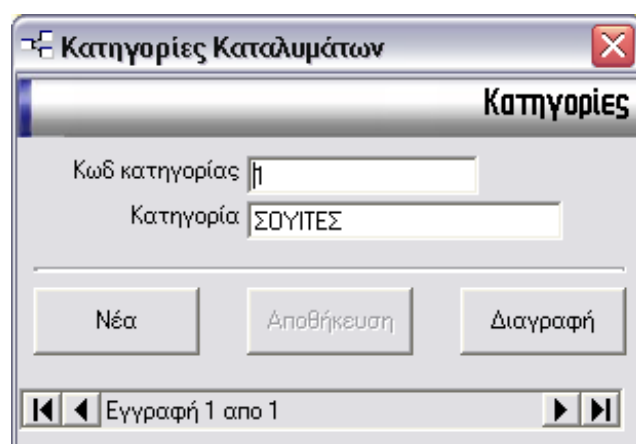 Κατηγορίες Καταλυμάτων
Κατηγορίες
Κωδ κατηγορίας 1
Κατηγορία ΣΟΥΙΤΕΣ
Νέα Αποθήκευση Διαγραφή
Εγγραφή 1 απο 1